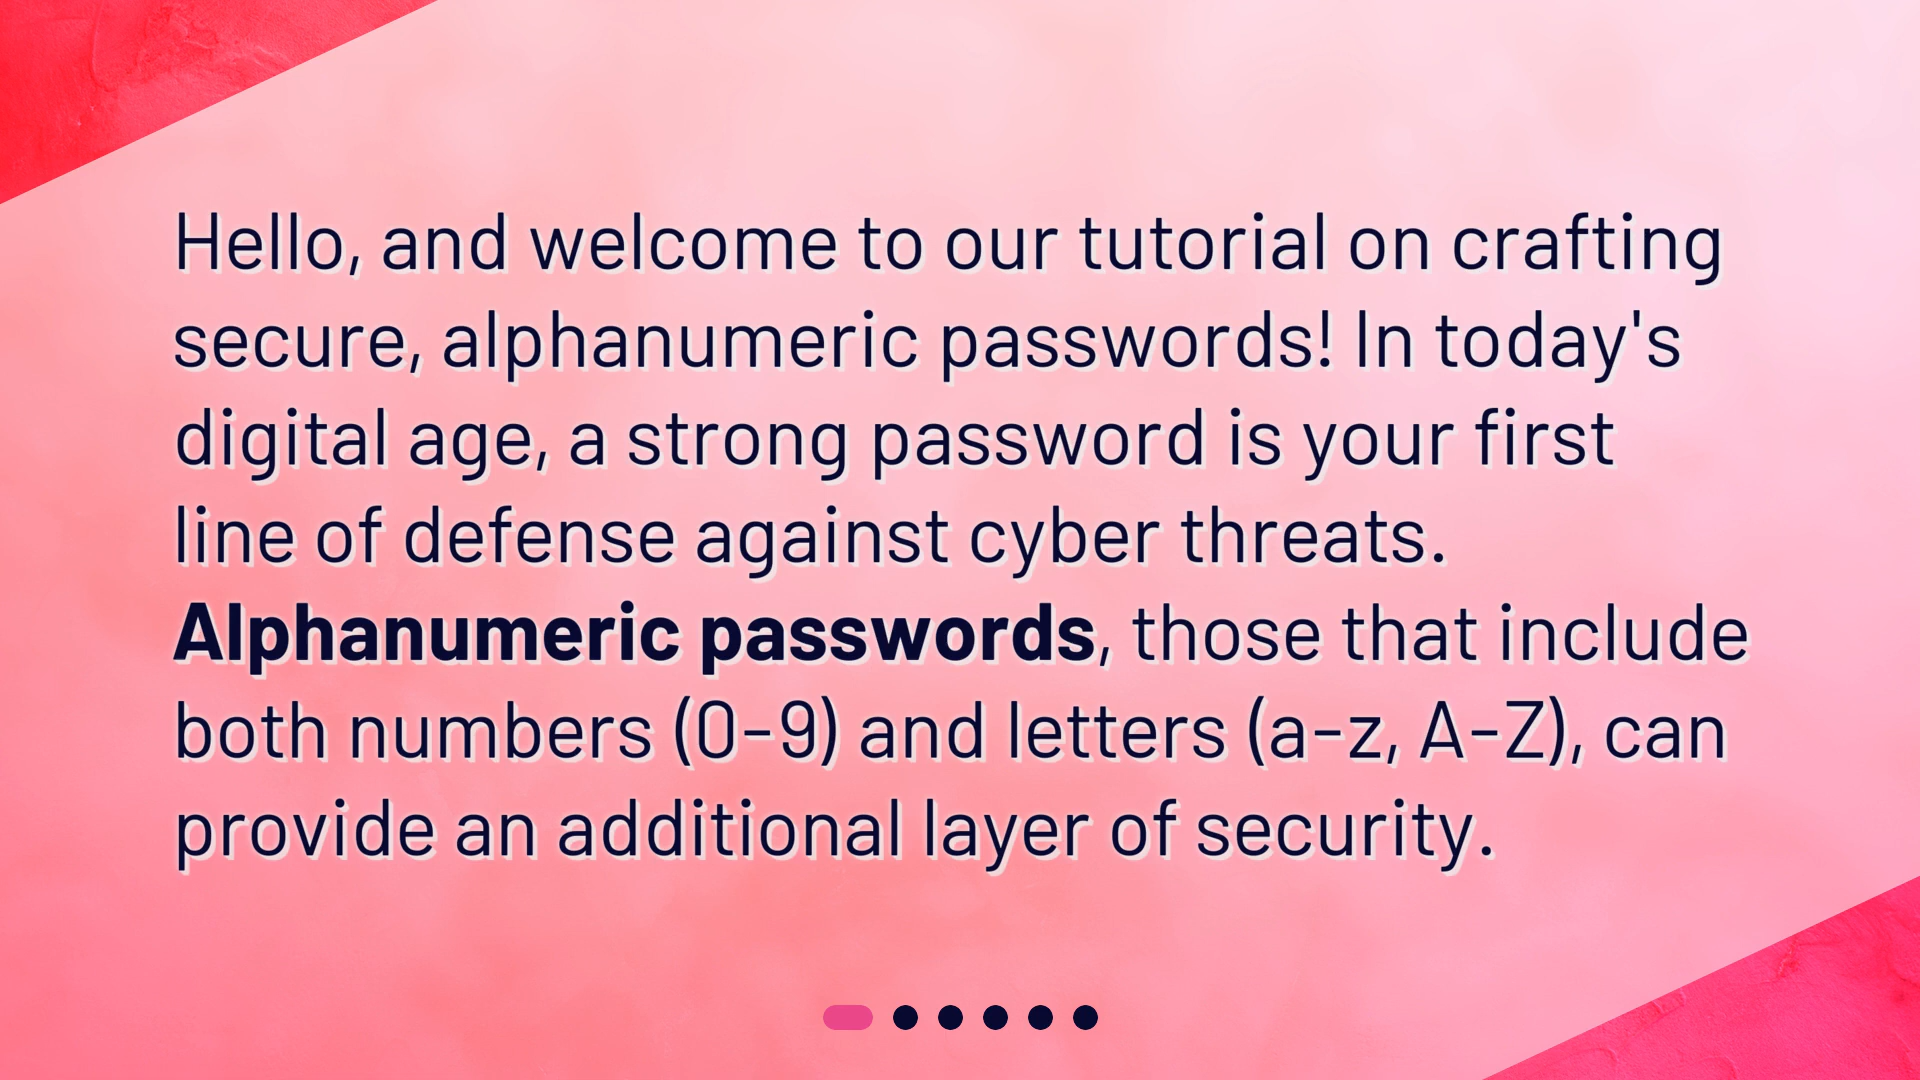 Hello, and welcome to our tutorial on crafting
secure, alphanumeric passwords! In today's
digital age, a strong password is your first
line of defense against cyber threats.
Alphanumeric passwords, those that include
both numbers (0-9) and letters (a-z, A-Z), can
provide an additional layer of security.